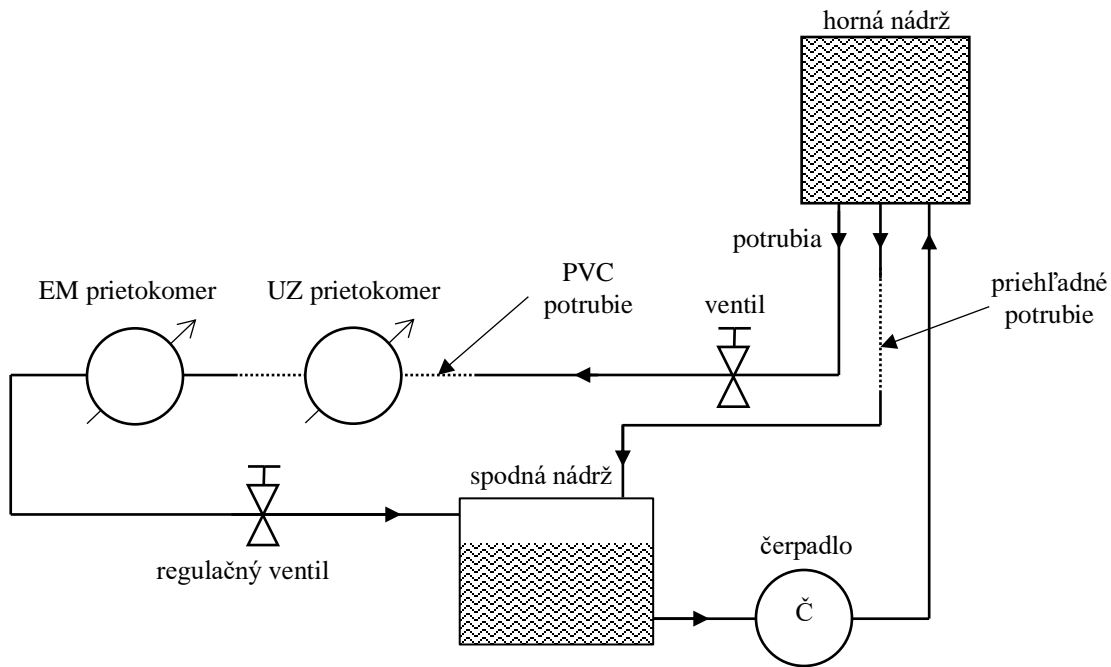 horná nádrž
potrubia
EM prietokomer
UZ prietokomer
PVC
potrubie
ventil
priehľadné
potrubie
spodná nádrž
regulačný ventil
čerpadlo
Č